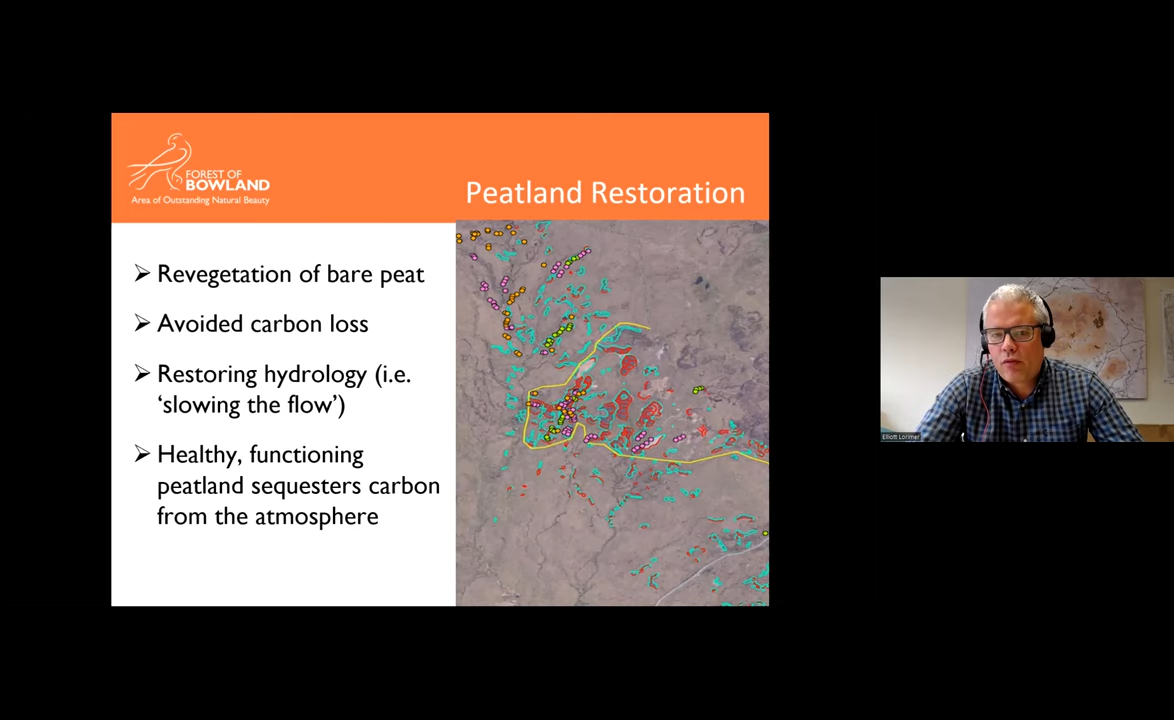 FOREST OF
BOWLAND
Area of Outstanding Natural Beauty
Peatland Restoration
➢ Revegetation of bare peat
➢ Avoided carbon loss
➢ Restoring hydrology (i.e.
‘slowing the flow’)
➢ Healthy, functioning
peatland sequesters carbon
from the atmosphere
Elliott Lorimer